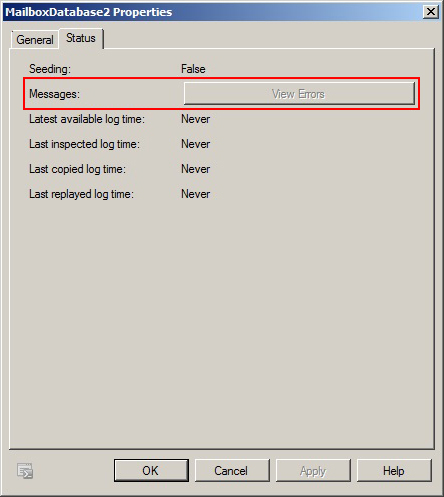 MailboxDatabase2 Properties
General Status
Seeding: False
Messages: View Errors
Latest available log time: Never
Last inspected log time: Never
Last copied log time: Never
Last replayed log time: Never
OK Cancel Apply Help